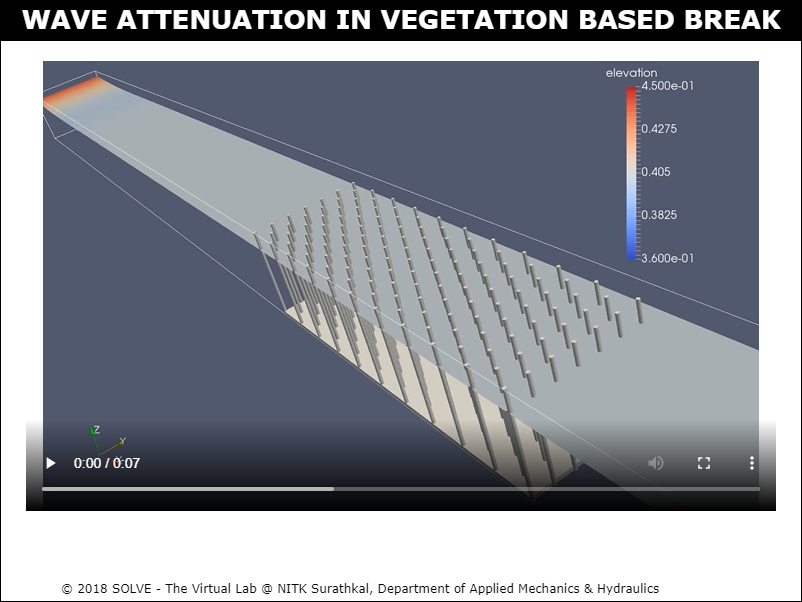 WAVE ATTENUATION IN VEGETATION BASED BREAK
elevation
4.500e-01
0.4275
0.405
0.3825
3.600e-01
Z
Y
0:00 / 0:07
© 2018 SOLVE - The Virtual Lab @ NITK Surathkal, Department of Applied Mechanics & Hydraulics